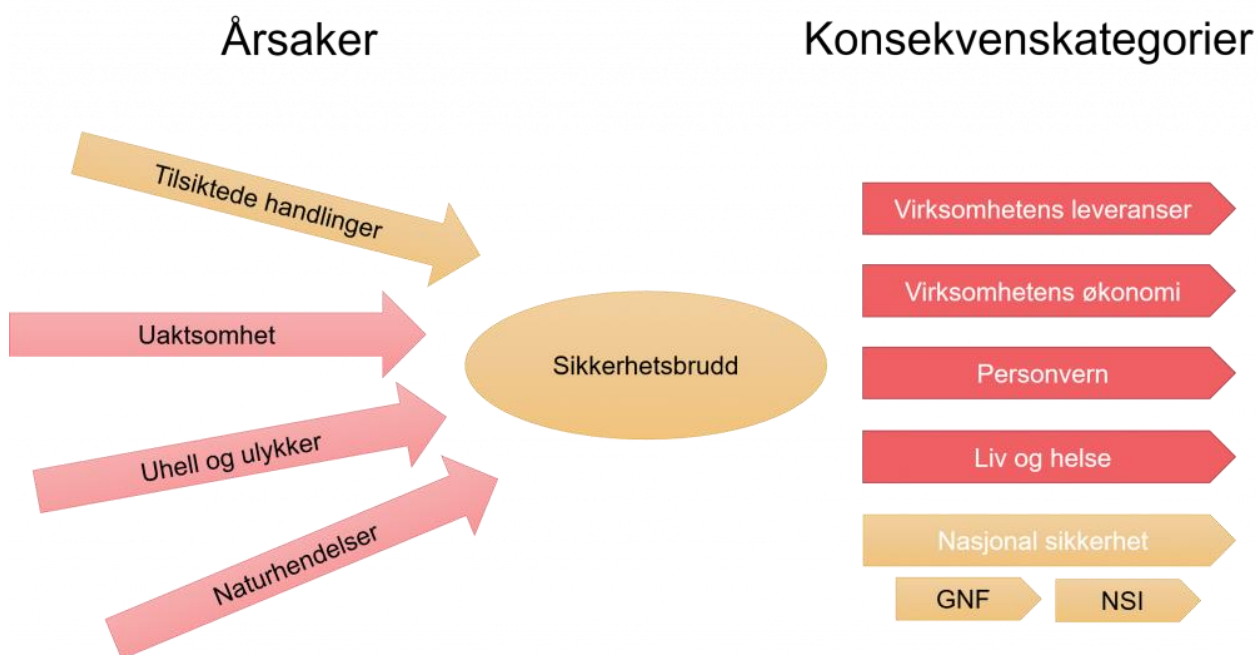 Årsaker
Konsekvenskategorier
Tilsiktede handlinger
Uaktsomhet
Uhell og ulykker
Naturhendelser
Sikkerhetsbrudd
Virksomhetens leveranser
Virksomhetens økonomi
Personvern
Liv og helse
Nasjonal sikkerhet
GNF
NSI